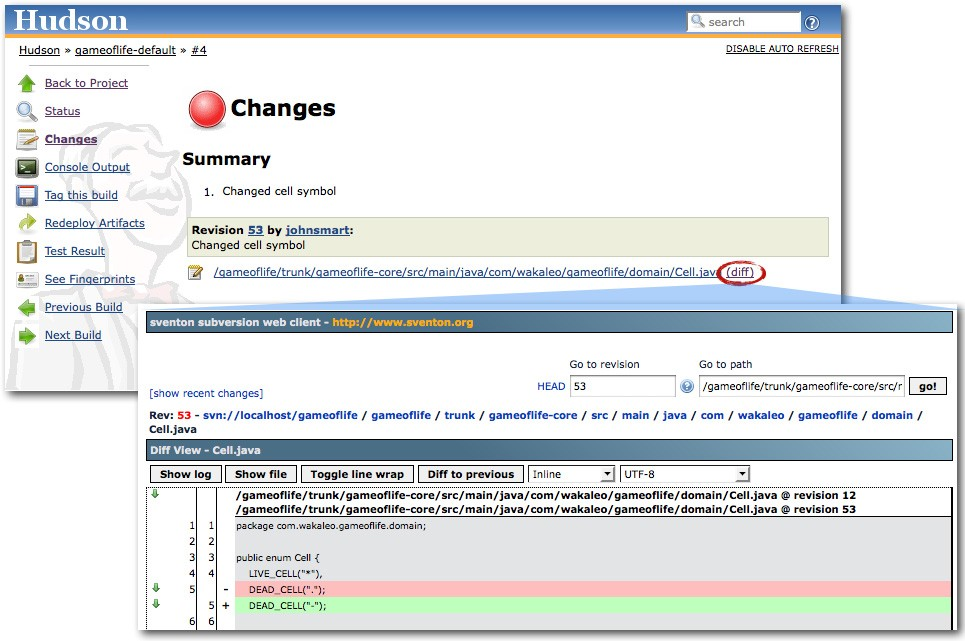 Hudson
search
Hudson » gameoflife-default » #4
DISABLE AUTO REFRESH
Back to Project
Status
Changes
Console Output
Tag this build
Redeploy Artifacts
Test Result
See Fingerprints
Previous Build
Next Build
Changes
Summary
1. Changed cell symbol
Revision 53 by johnsmart:
Changed cell symbol
/gameoflife/trunk/gameoflife-core/src/main/java/com/wakaleo/gameoflife/domain/Cell.jav (diff)
sventon subversion web client - http://www.sventon.org
Go to revision Go to path
[show recent changes] HEAD 53 /gameoflife/trunk/gameoflife-core/src/r go!
Rev: 53 - svn://localhost/gameoflife / gameoflife / trunk / gameoflife-core / src / main / java / com / wakaleo / gameoflife / domain /
Cell.java
Diff View - Cell.java
Show log Show file Toggle line wrap Diff to previous Inline UTF-8
/gameoflife/trunk/gameoflife-core/src/main/java/com/wakaleo/gameoflife/domain/Cell.java @ revision 12
/gameoflife/trunk/gameoflife-core/src/main/java/com/wakaleo/gameoflife/domain/Cell.java @ revision 53
1 1 package com.wakaleo.gameoflife.domain;
2 2
3 3 public enum Cell {
4 4 LIVE_CELL("*"),
5 - DEAD_CELL(".");
5 + DEAD_CELL("-");
6 6